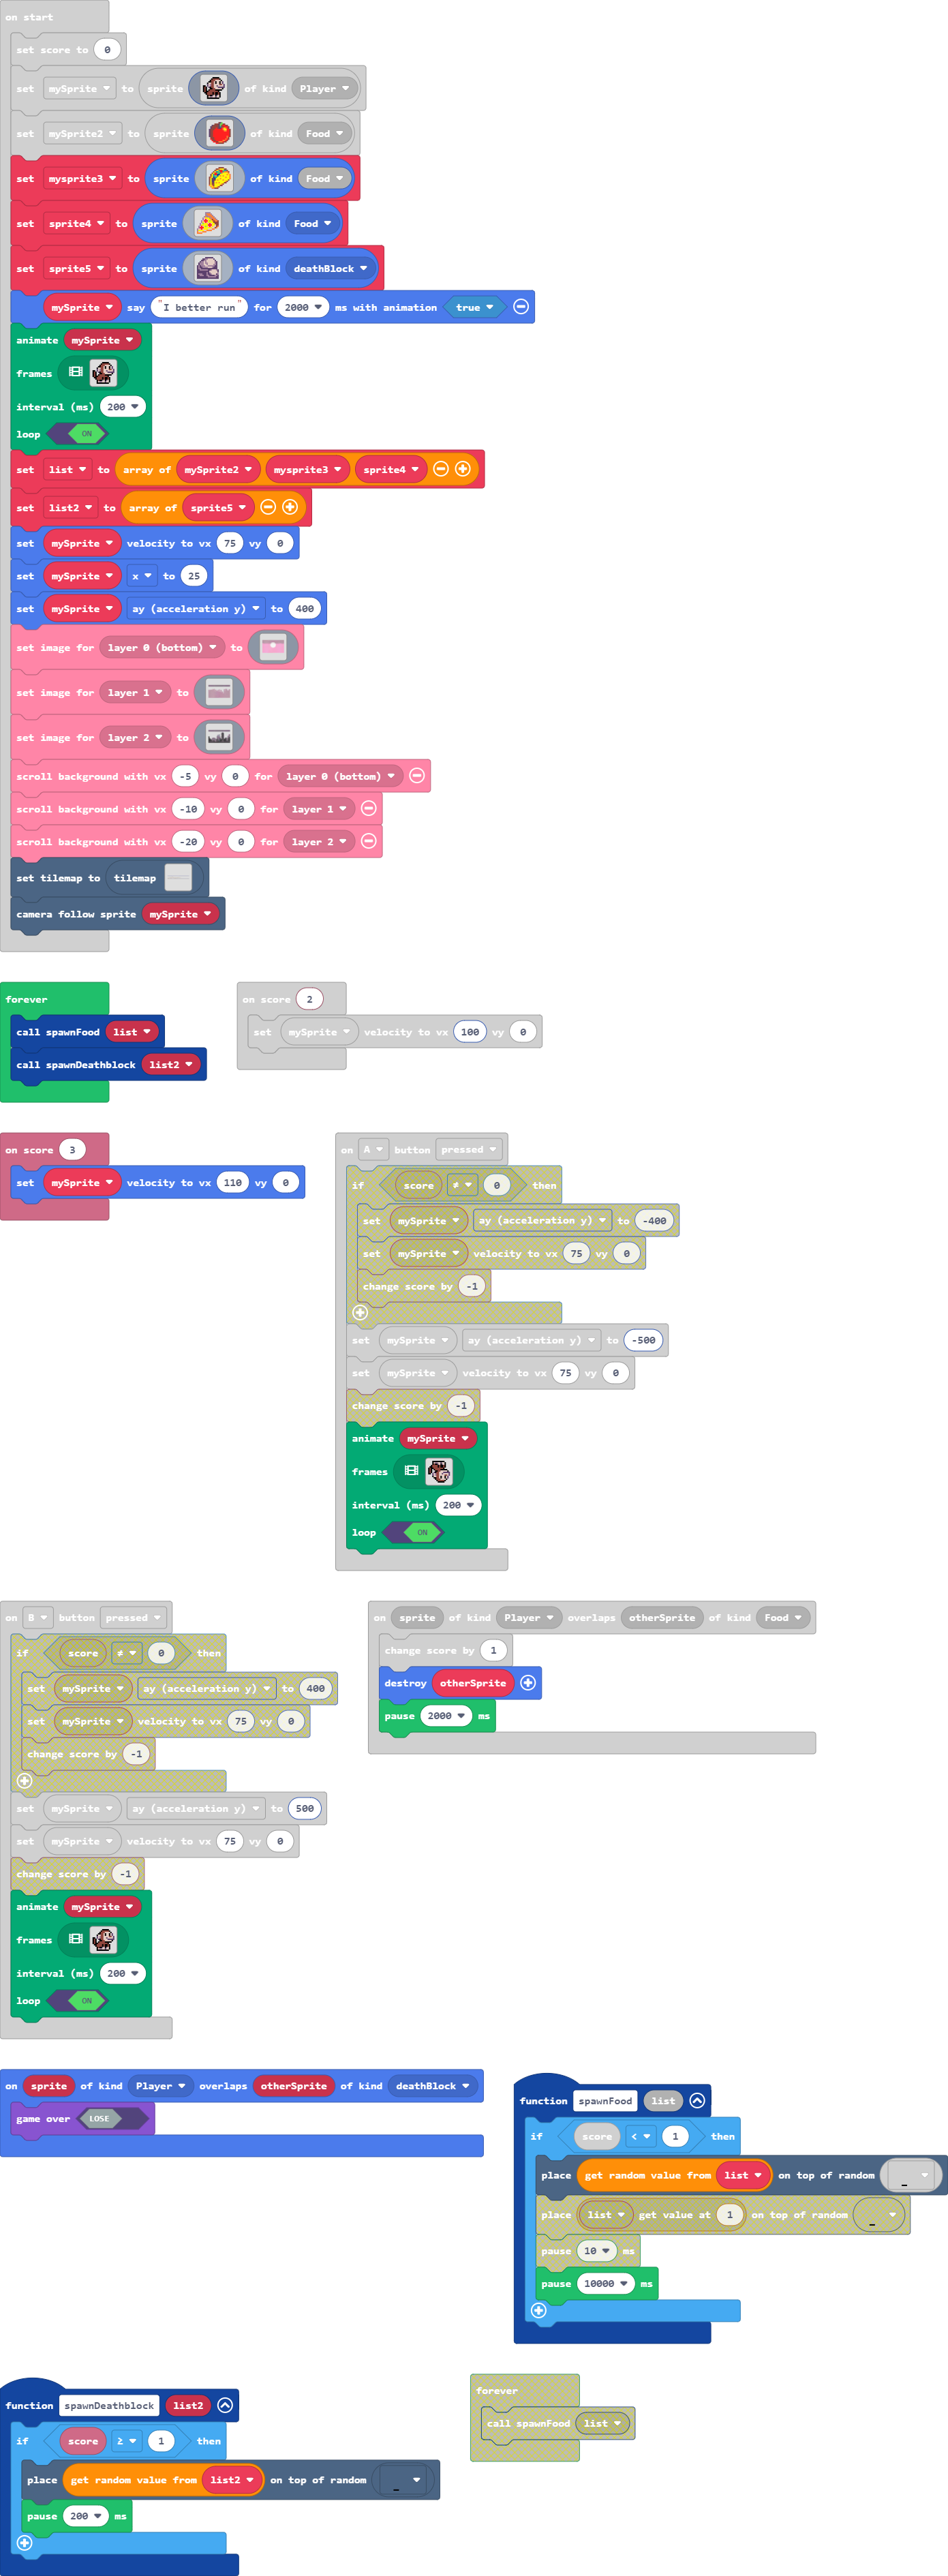 on start
set score to 0
set mySprite to sprite of kind Player
set mySprite2 to sprite of kind Food
set mysprite3 to sprite of kind Food
set sprite4 to sprite of kind Food
set sprite5 to sprite of kind deathBlock
mySprite say "I better run" for 2000 ms with animation true
animate mySprite
frames
interval (ms) 200
loop ON
set list to array of mySprite2 mysprite3 sprite4
set list2 to array of sprite5
set mySprite velocity to vx 75 vy 0
set mySprite x to 25
set mySprite ay (acceleration y) to 400
set image for layer 0 (bottom) to
set image for layer 1 to
set image for layer 2 to
scroll background with vx -5 vy 0 for layer 0 (bottom)
scroll background with vx -10 vy 0 for layer 1
scroll background with vx -20 vy 0 for layer 2
set tilemap to tilemap
camera follow sprite mySprite
forever
call spawnFood list
call spawnDeathblock list2
on score 2
set mySprite velocity to vx 100 vy 0
on score 3
set mySprite velocity to vx 110 vy 0
on A button pressed
if score ≠ 0 then
set mySprite ay (acceleration y) to -400
set mySprite velocity to vx 75 vy 0
change score by -1
set mySprite ay (acceleration y) to -500
set mySprite velocity to vx 75 vy 0
change score by -1
animate mySprite
frames
interval (ms) 200
loop ON
on B button pressed
if score ≠ 0 then
set mySprite ay (acceleration y) to 400
set mySprite velocity to vx 75 vy 0
change score by -1
set mySprite ay (acceleration y) to 500
set mySprite velocity to vx 75 vy 0
change score by -1
animate mySprite
frames
interval (ms) 200
loop ON
on sprite of kind Player overlaps otherSprite of kind Food
change score by 1
destroy otherSprite
pause 2000 ms
on sprite of kind Player overlaps otherSprite of kind deathBlock
game over LOSE
function spawnFood list
if score < 1 then
place get random value from list on top of random
place list get value at 1 on top of random
pause 10 ms
pause 10000 ms
function spawnDeathblock list2
if score ≥ 1 then
place get random value from list2 on top of random
pause 200 ms
forever
call spawnFood list